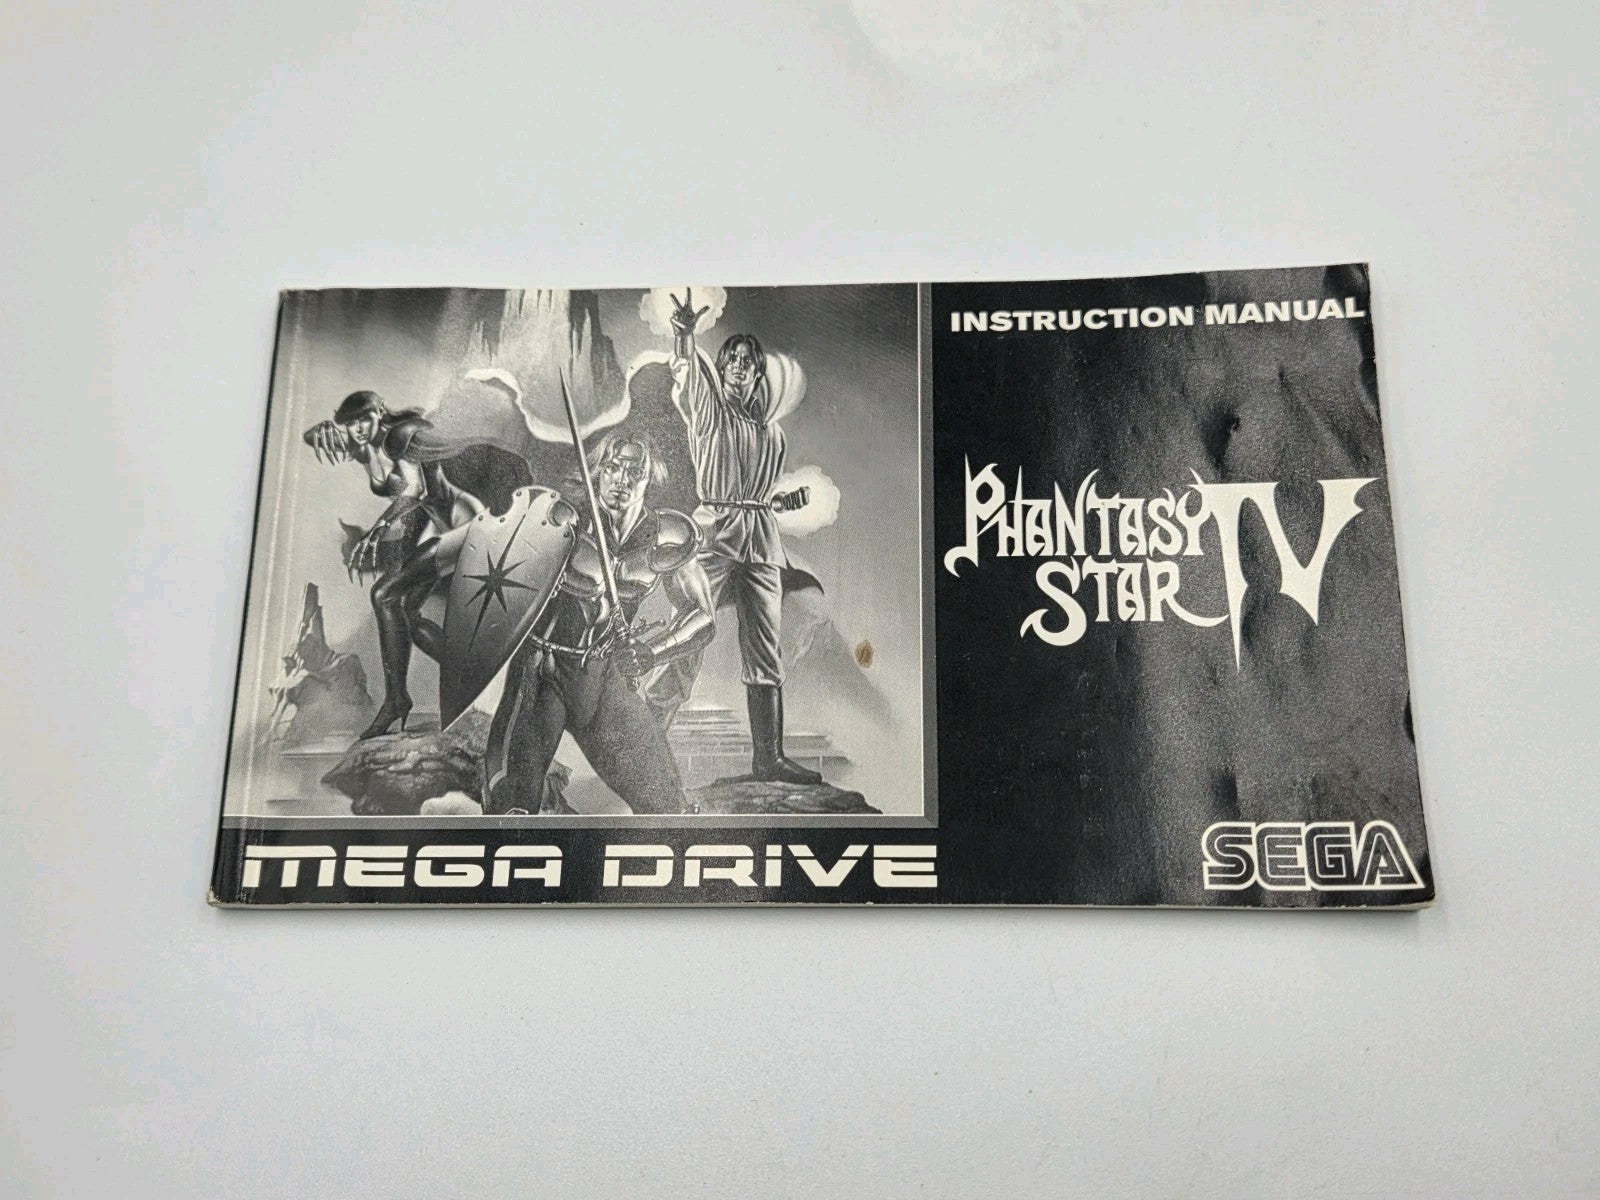 INSTRUCTION MANUAL
PHANTASY
STAR IV
MEGA DRIVE
SEGA